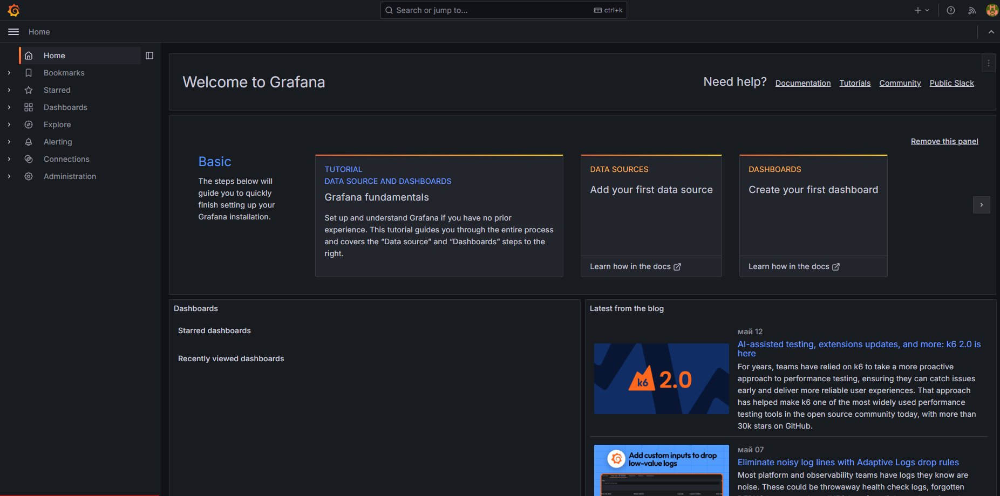 Search or jump to...
ctrl+k
Home
Home
Bookmarks
Starred
Dashboards
Explore
Alerting
Connections
Administration
Welcome to Grafana
Need help?
Documentation
Tutorials
Community
Public Slack
Remove this panel
Basic
The steps below will
guide you to quickly
finish setting up your
Grafana installation.
TUTORIAL
DATA SOURCE AND DASHBOARDS
Grafana fundamentals
Set up and understand Grafana if you have no prior
experience. This tutorial guides you through the entire process
and covers the “Data source” and “Dashboards” steps to the
right.
DATA SOURCES
Add your first data source
Learn how in the docs
DASHBOARDS
Create your first dashboard
Learn how in the docs
Dashboards
Starred dashboards
Recently viewed dashboards
Latest from the blog
май 12
AI-assisted testing, extensions updates, and more: k6 2.0 is
here
k6 2.0
For years, teams have relied on k6 to take a more proactive
approach to performance testing, ensuring they can catch issues
early and deliver more reliable user experiences. That approach
has helped make k6 one of the most widely used performance
testing tools in the open source community today, with more than
30k stars on GitHub.
Add custom inputs to drop
low-value logs
май 07
Eliminate noisy log lines with Adaptive Logs drop rules
Most platform and observability teams have logs they know are
noise. These could be throwaway health check logs, forgotten